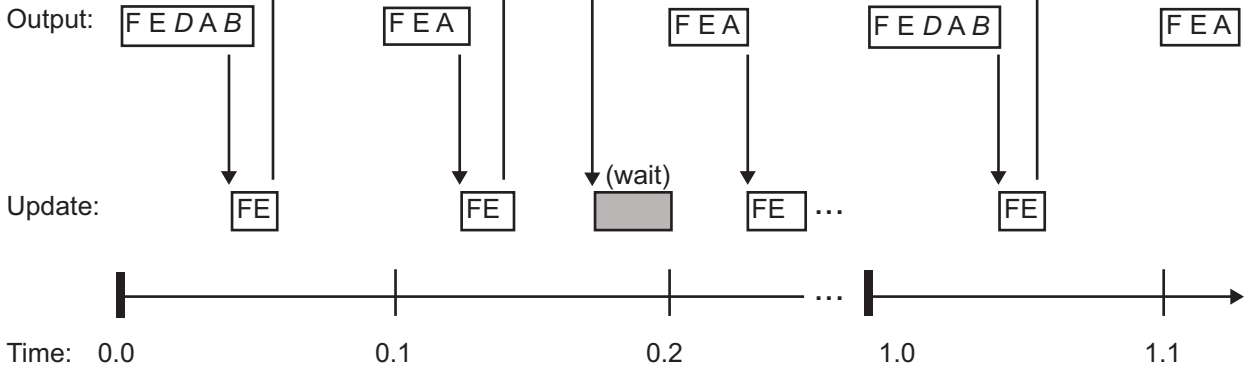 Output: F E D A B F E A F E A F E D A B F E A
(wait)
Update: FE FE FE ... FE
...
Time: 0.0 0.1 0.2 1.0 1.1